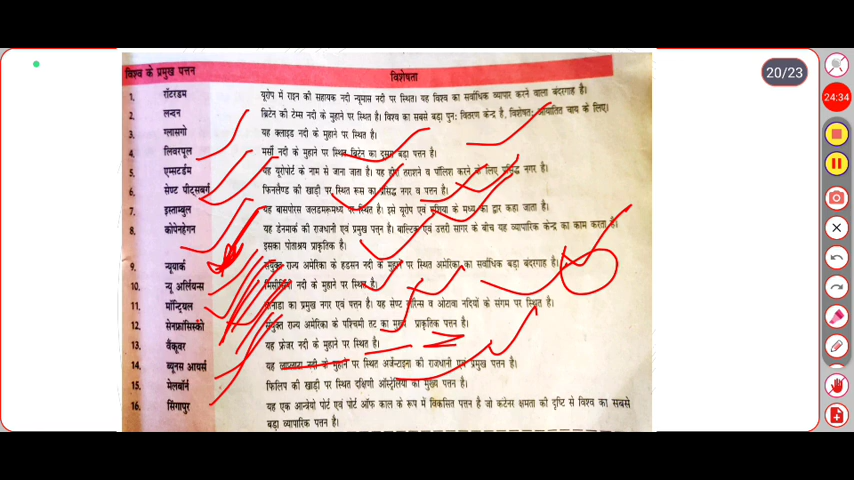 20/23
24:34
विश्व के प्रमुख पत्तन विशेषता
1. रॉटरडम यूरोप में राइन की सहायक नदी न्यूमास नदी पर स्थित। यह विश्व का सर्वाधिक व्यापार करने वाला बंदरगाह है।
2. लन्दन ब्रिटेन की टेम्स नदी के मुहाने पर स्थित है। विश्व का सबसे बड़ा पुनः वितरण केन्द्र है, विशेषतः आयातित चाय के लिए।
3. ग्लासगो यह क्लाइड नदी के मुहाने पर स्थित है।
4. लिवरपूल मर्सी नदी के मुहाने पर स्थित ब्रिटेन का दूसरा बड़ा पत्तन है।
5. एम्सटर्डम यह यूरोपोर्ट के नाम से जाना जाता है। यह हीरा तराशने व पॉलिश करने के लिए प्रसिद्ध नगर है।
6. सेण्ट पीट्सबर्ग फिनलैण्ड की खाड़ी पर स्थित रूस का प्रसिद्ध नगर व पत्तन है।
7. इस्ताम्बुल यह बासपोरस जलडमरूमध्य पर स्थित है। इसे यूरोप एवं एशिया के मध्य का द्वार कहा जाता है।
8. कोपेनहेगन यह डेनमार्क की राजधानी एवं प्रमुख पत्तन है। बाल्टिक एवं उत्तरी सागर के बीच यह व्यापारिक केन्द्र का काम करता है।
इसका पोताश्रय प्राकृतिक है।
9. न्यूयार्क संयुक्त राज्य अमेरिका के हडसन नदी के मुहाने पर स्थित अमेरिका का सर्वाधिक बड़ा बंदरगाह है।
10. न्यू अर्लियन्स मिसीसिपी नदी के मुहाने पर स्थित है।
11. मॉन्ट्रियल कनाडा का प्रमुख नगर एवं पत्तन है। यह सेण्ट लॉरेन्स व ओटावा नदियों के संगम पर स्थित है।
12. सेनफ्रांसिस्को संयुक्त राज्य अमेरिका के पश्चिमी तट का मुख्य प्राकृतिक पत्तन है।
13. वैंकूवर यह फ्रेजर नदी के मुहाने पर स्थित है।
14. ब्यूनस आयर्स यह नदी के मुहाने पर स्थित अर्जेन्टाइना की राजधानी एवं प्रमुख पत्तन है।
15. मेलबॉर्न फिलिप की खाड़ी पर स्थित दक्षिणी ऑस्ट्रेलिया का मुख्य पत्तन है।
16. सिंगापुर यह एक आन्त्रेपो पोर्ट एवं पोर्ट ऑफ काल के रूप में विकसित पत्तन है जो कंटेनर क्षमता की दृष्टि से विश्व का सबसे
बड़ा व्यापारिक पत्तन है।